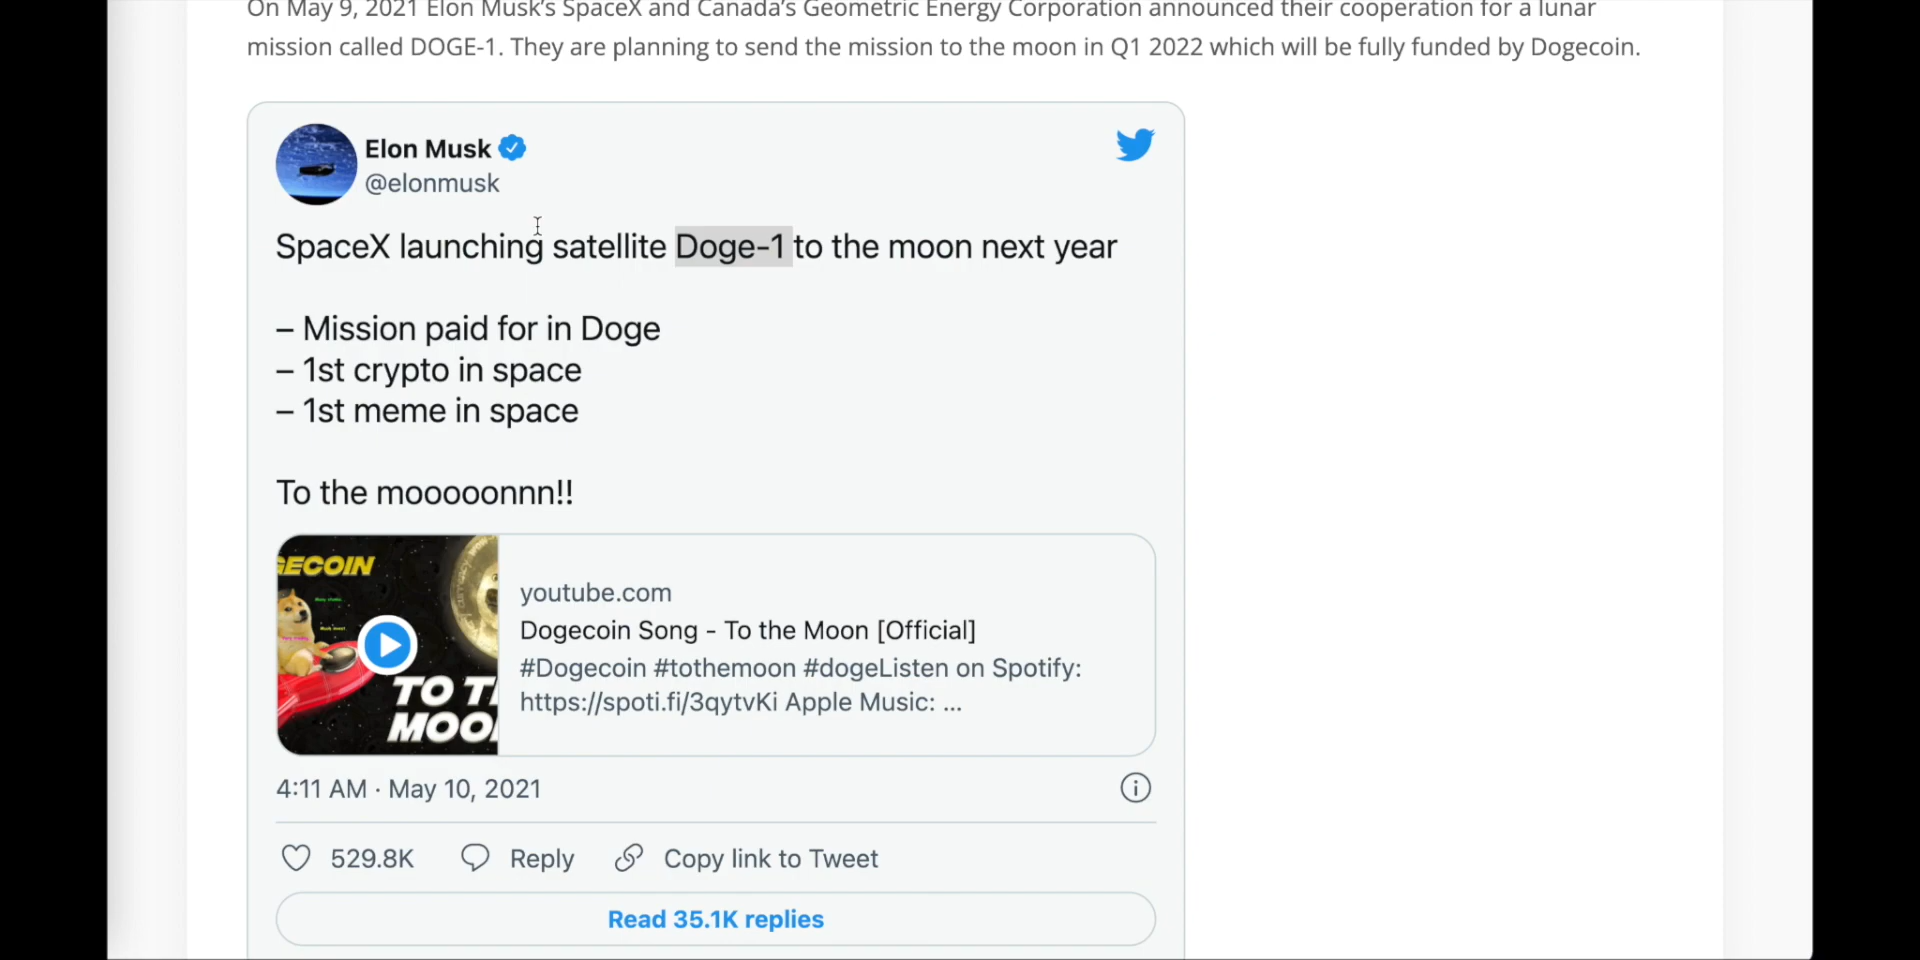 On May 9, 2021 Elon Musk's SpaceX and Canada's Geometric Energy Corporation announced their cooperation for a lunar
mission called DOGE-1. They are planning to send the mission to the moon in Q1 2022 which will be fully funded by Dogecoin.
Elon Musk
@elonmusk
SpaceX launching satellite Doge-1 to the moon next year
– Mission paid for in Doge
– 1st crypto in space
– 1st meme in space
To the mooooonnn!!
GECOIN
TO T
MOO
youtube.com
Dogecoin Song - To the Moon [Official]
#Dogecoin #tothemoon #dogeListen on Spotify:
https://spoti.fi/3qytvKi Apple Music: ...
4:11 AM · May 10, 2021
529.8K
Reply
Copy link to Tweet
Read 35.1K replies